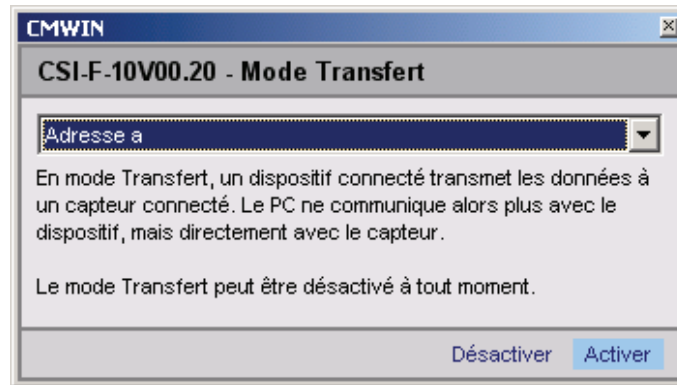 CMWIN
CSI-F-10V00.20 - Mode Transfert
Adresse a
En mode Transfert, un dispositif connecté transmet les données à
un capteur connecté. Le PC ne communique alors plus avec le
dispositif, mais directement avec le capteur.
Le mode Transfert peut être désactivé à tout moment.
Désactiver Activer